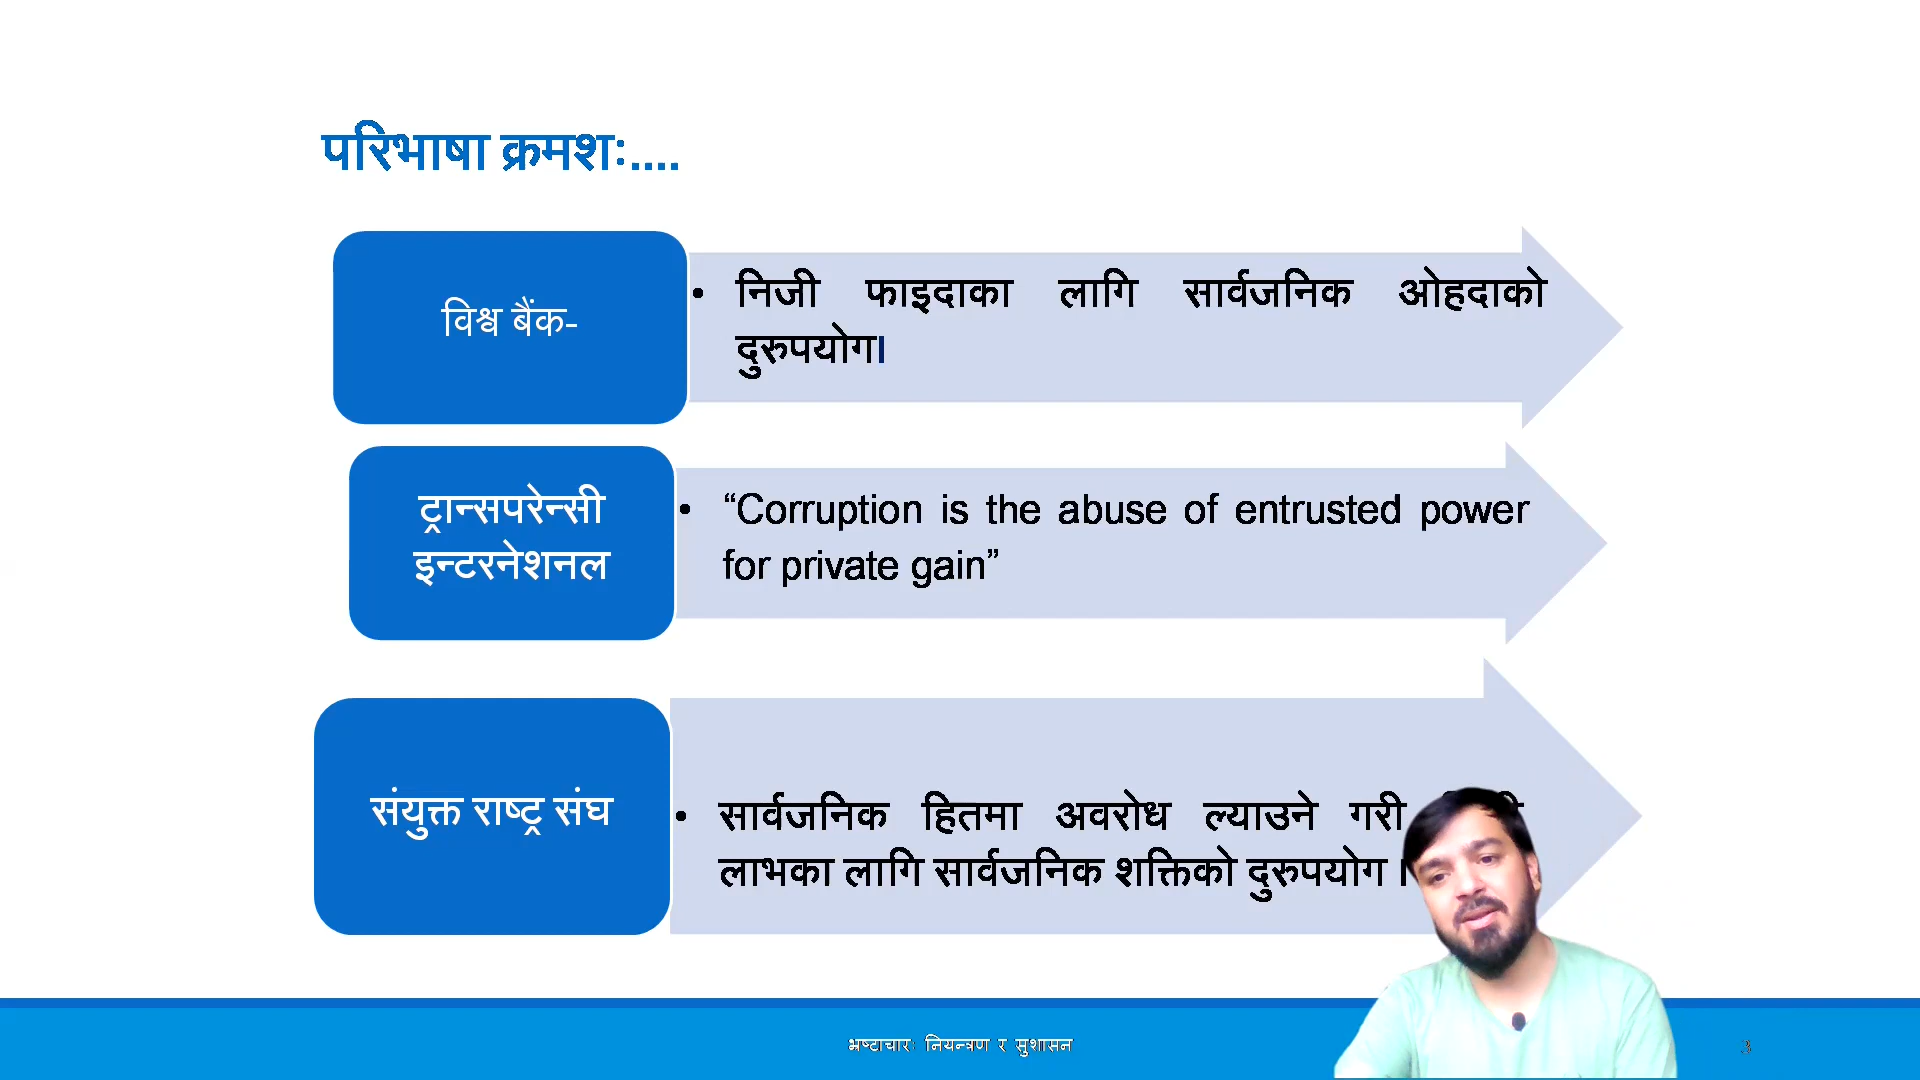 परिभाषा क्रमशः....
विश्व बैंक-
• निजी फाइदाका लागि सार्वजनिक ओहदाको
दुरुपयोग।
ट्रान्सपरेन्सी
इन्टरनेशनल
• “Corruption is the abuse of entrusted power
for private gain”
संयुक्त राष्ट्र संघ
• सार्वजनिक हितमा अवरोध ल्याउने गरी
लाभका लागि सार्वजनिक शक्तिको दुरुपयोग ।
भ्रष्टाचारः नियन्त्रण र सुशासन
3